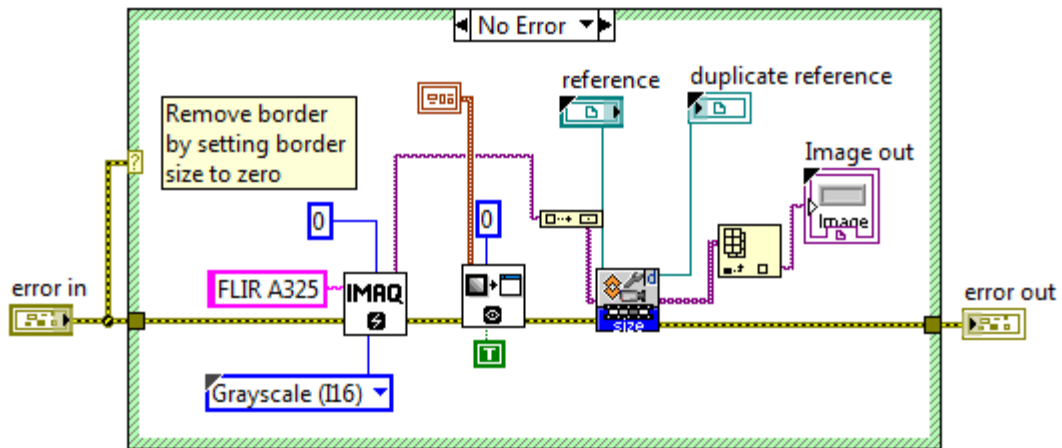 No Error
reference
duplicate reference
Remove border
by setting border
size to zero
Image out
?
0
0
Image
FLIR A325
IMAQ
d
error in
size
error out
T
Grayscale (I16)